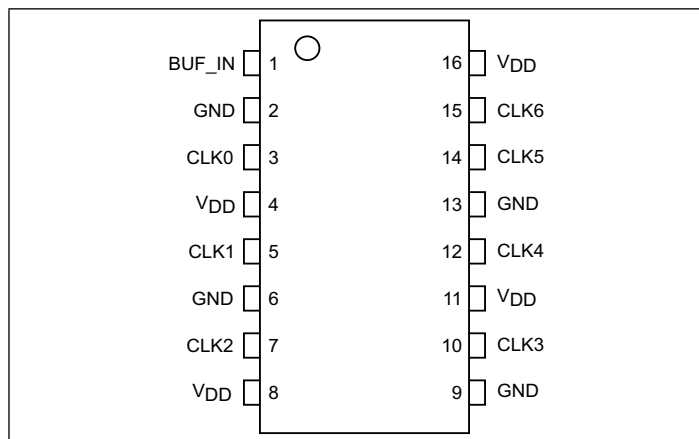 BUF_IN 1 16 VDD
GND 2 15 CLK6
CLK0 3 14 CLK5
VDD 4 13 GND
CLK1 5 12 CLK4
GND 6 11 VDD
CLK2 7 10 CLK3
VDD 8 9 GND